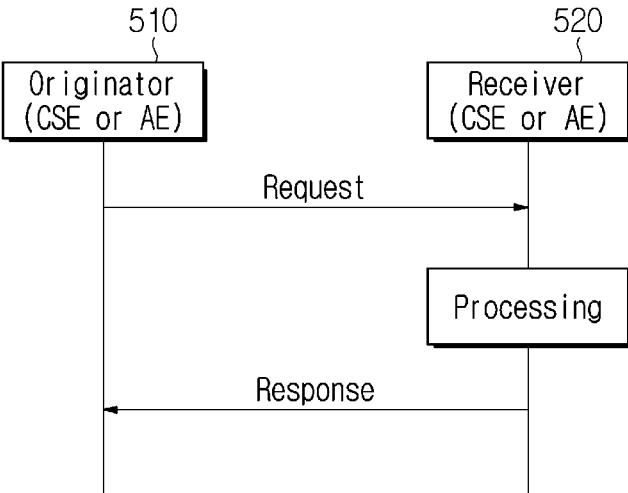 510
520
Originator
(CSE or AE)
Receiver
(CSE or AE)
Request
Processing
Response